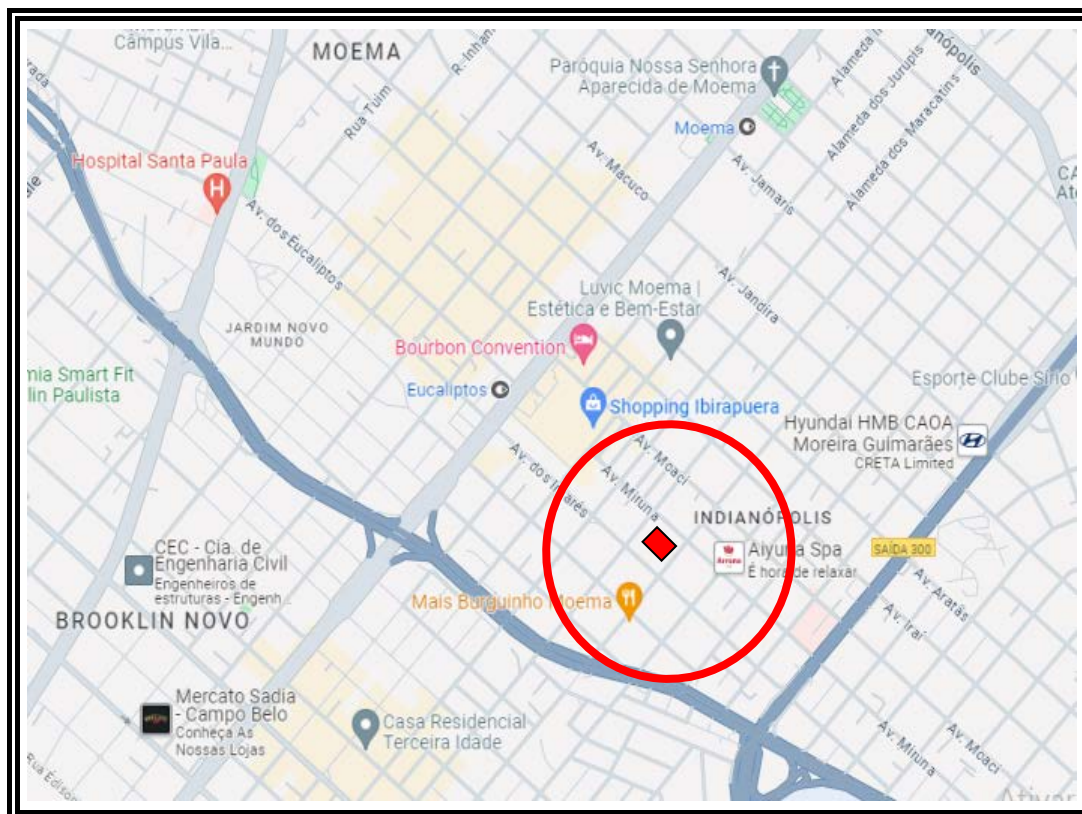 Câmpus Vila...
MOEMA
Rua Tuim
Paróquia Nossa Senhora
Aparecida de Moema
Moema
Alameda dos Jurupis
Alameda dos Maracatins
Hospital Santa Paula
Av. Macuco
Av. Jamaris
Av. dos Eucaliptos
Av. Jandira
Luvic Moema |
Estética e Bem-Estar
JARDIM NOVO
MUNDO
Bourbon Convention
Eucaliptos
Shopping Ibirapuera
Esporte Clube Sírio
mia Smart Fit
lin Paulista
Hyundai HMB CAOA
Moreira Guimarães
CRETA Limited
Av. Moaci
Av. Miruna
Av. dos Imarés
INDIANÓPOLIS
Aiyuna Spa
É hora de relaxar
SAÍDA 300
CEC - Cia. de
Engenharia Civil
Engenheiros de
estruturas - Engenh...
Mais Burguinho Moema
Av. Aratãs
Av. Iraí
BROOKLIN NOVO
Mercato Sadia
- Campo Belo
Conheça As
Nossas Lojas
Casa Residencial
Terceira Idade
Av. Miruna
Av. Moaci